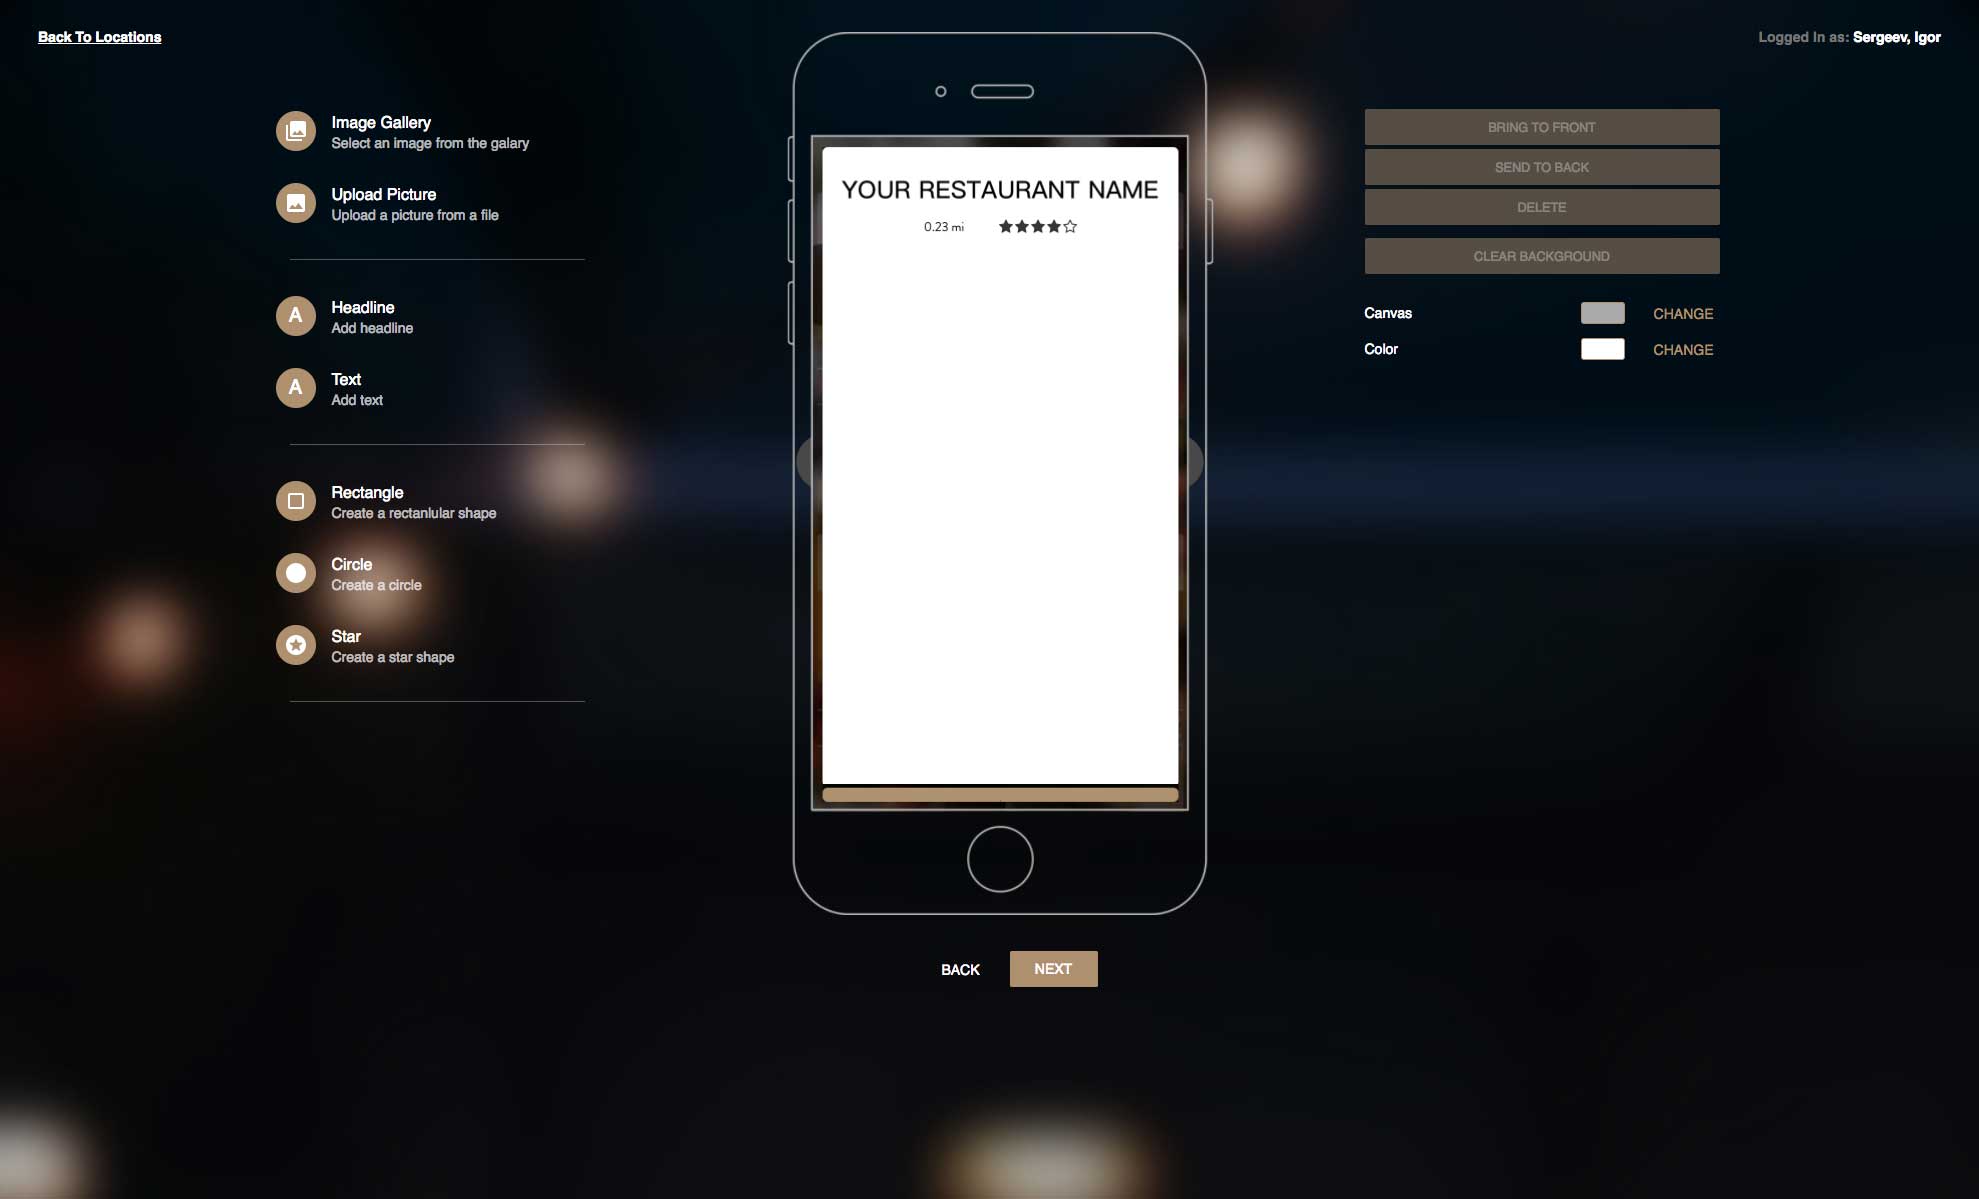 Back To Locations
Logged In as: Sergeev, Igor
Image Gallery
Select an image from the galary
Upload Picture
Upload a picture from a file
A
Headline
Add headline
A
Text
Add text
Rectangle
Create a rectanlular shape
Circle
Create a circle
Star
Create a star shape
YOUR RESTAURANT NAME
0.23 mi
BACK
NEXT
BRING TO FRONT
SEND TO BACK
DELETE
CLEAR BACKGROUND
Canvas
CHANGE
Color
CHANGE